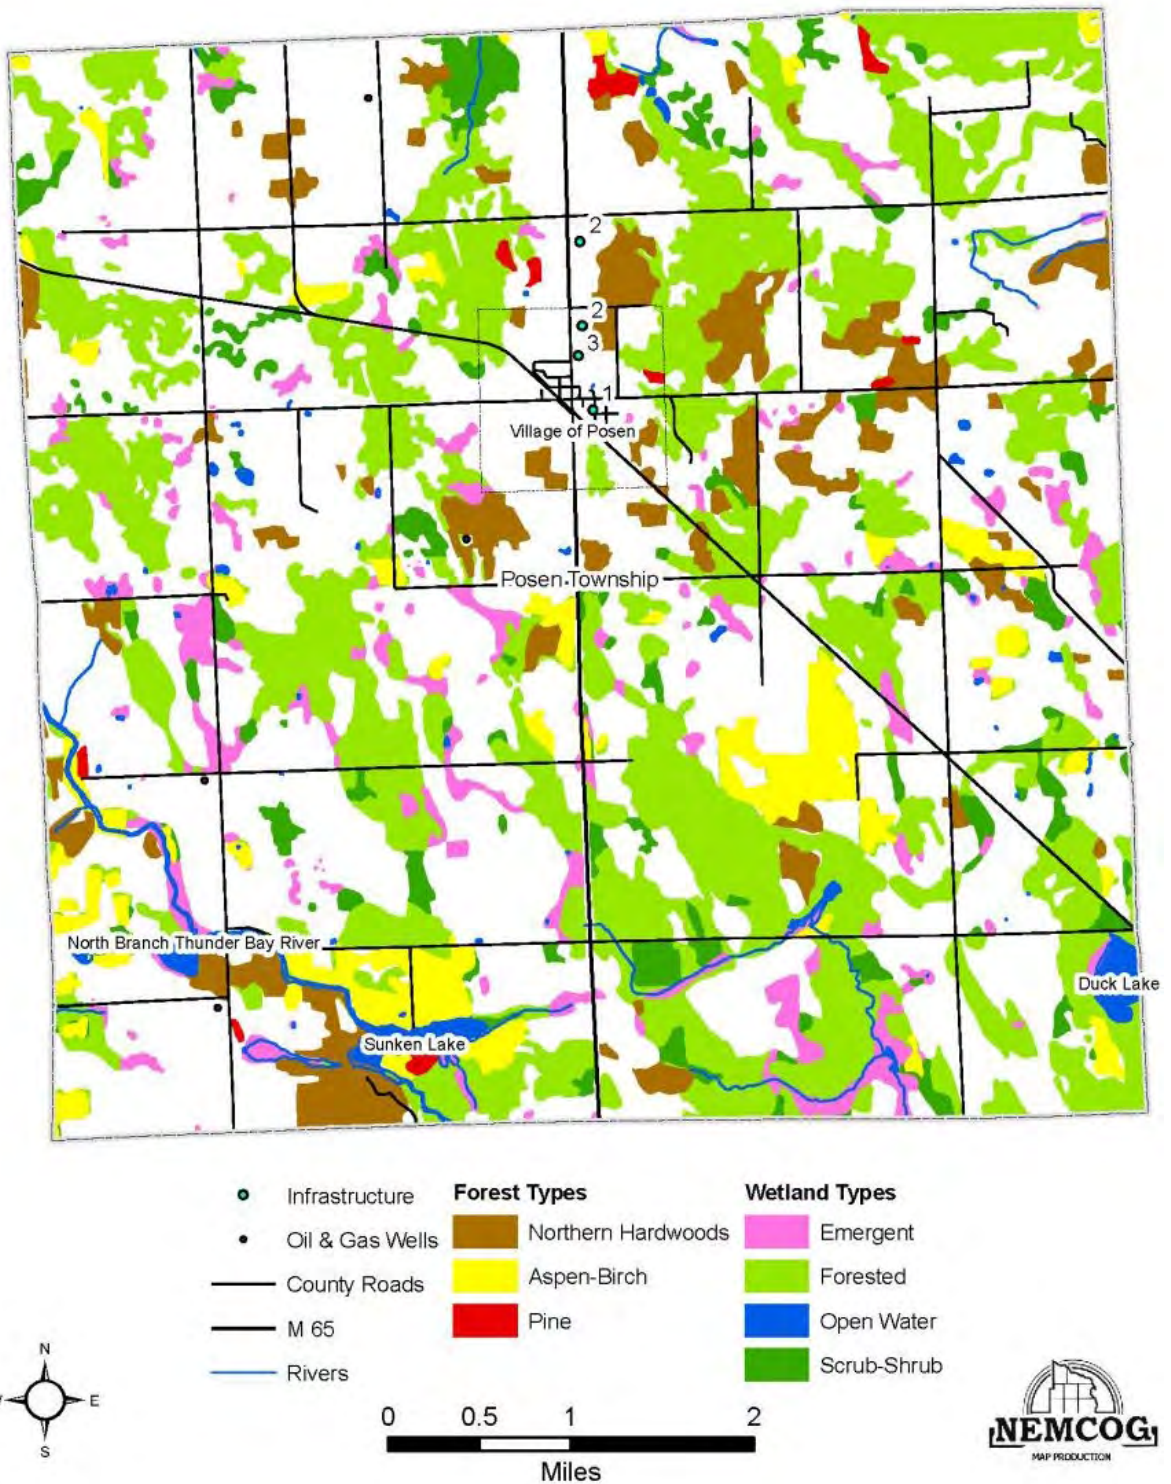 2
2
3
1
Village of Posen
Posen Township
North Branch Thunder Bay River
Duck Lake
Sunken Lake
Infrastructure
Oil & Gas Wells
County Roads
M 65
Rivers
Forest Types
Northern Hardwoods
Aspen-Birch
Pine
Wetland Types
Emergent
Forested
Open Water
Scrub-Shrub
N
E
S
0 0.5 1 2
Miles
NEMCOG
MAP PRODUCTION